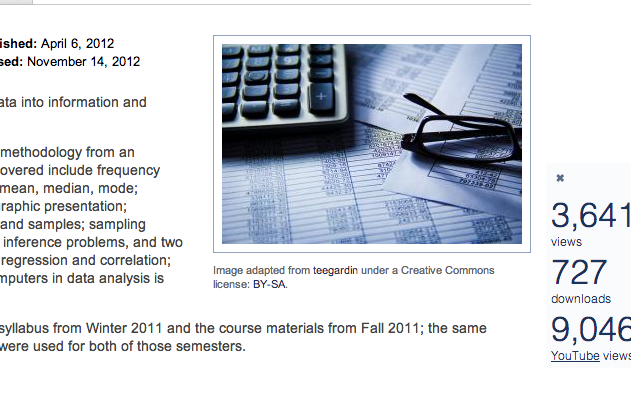 ished: April 6, 2012
sed: November 14, 2012
ata into information and
methodology from an
overed include frequency
mean, median, mode;
raphic presentation;
and samples; sampling
inference problems, and two
regression and correlation;
mputers in data analysis is
Image adapted from teegardin under a Creative Commons
license: BY-SA.
syllabus from Winter 2011 and the course materials from Fall 2011; the same
were used for both of those semesters.
3,641
views
727
downloads
9,046
YouTube views